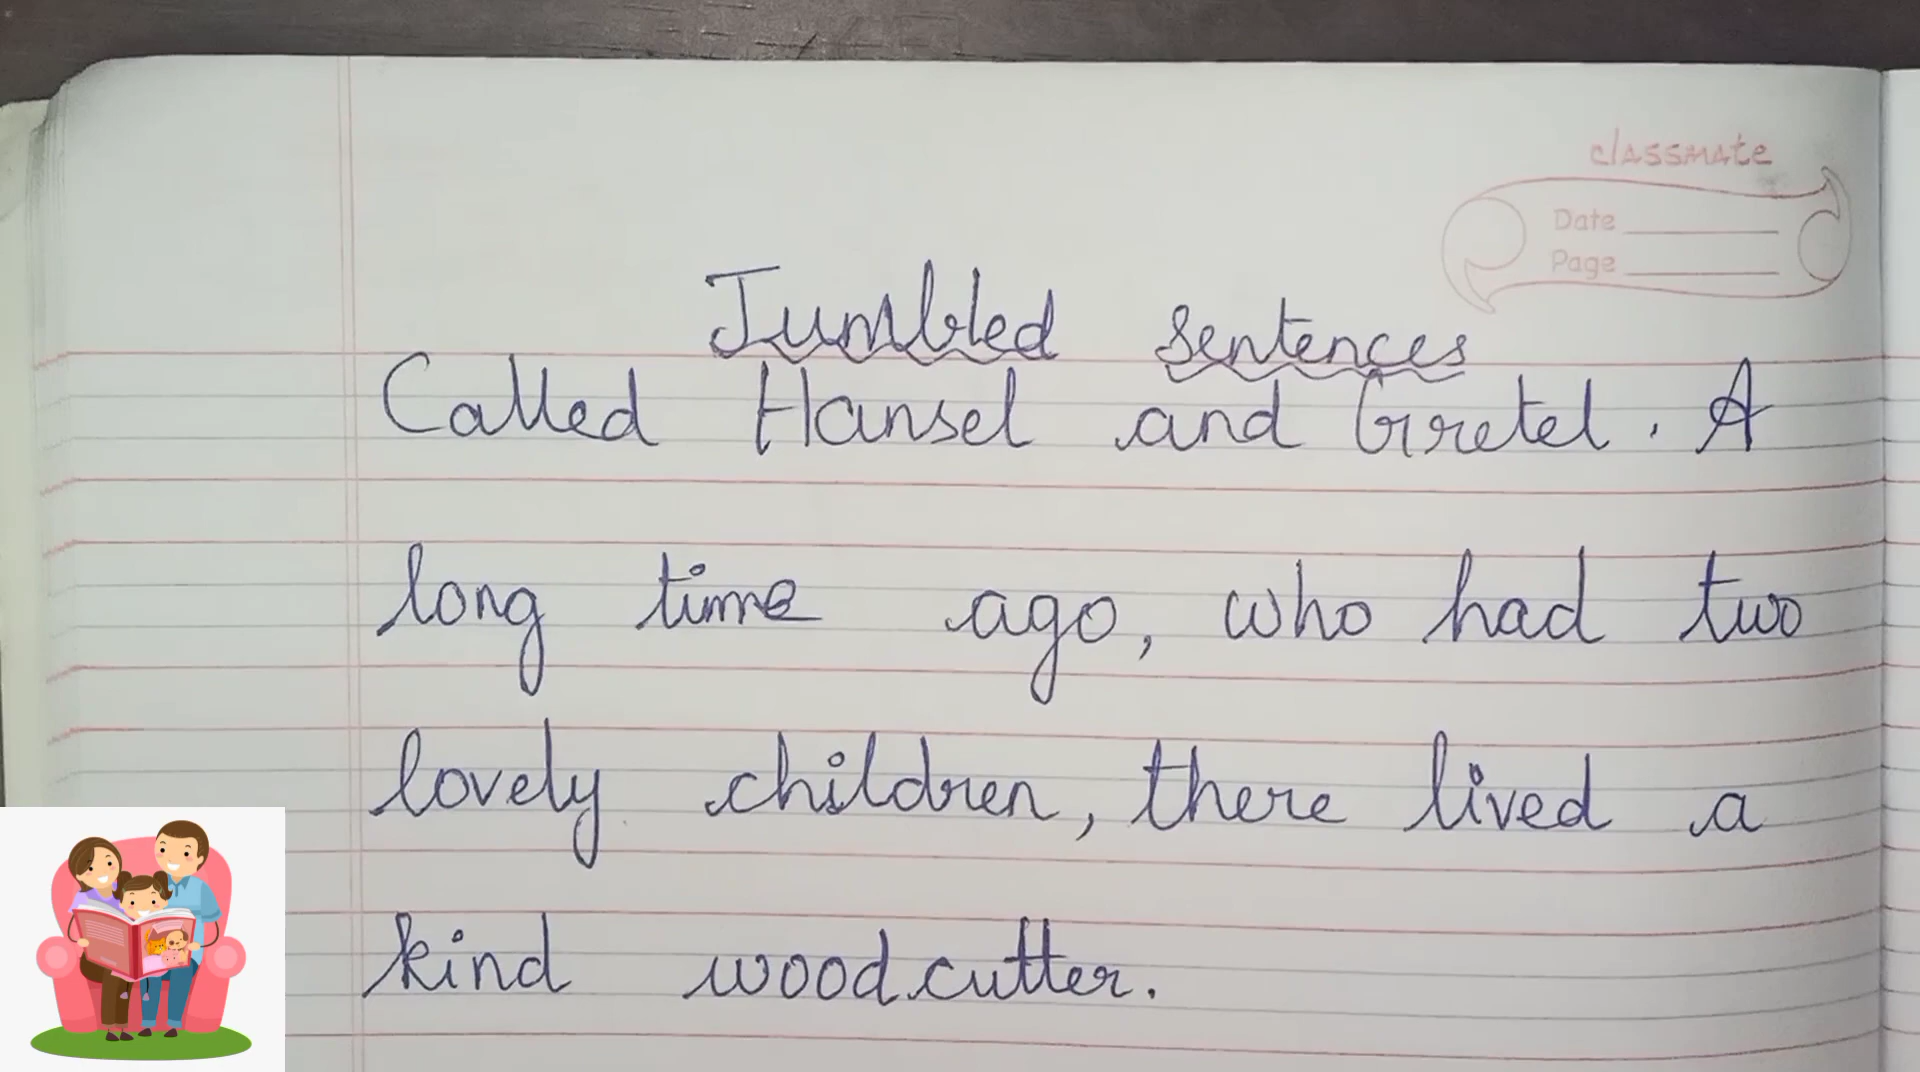 classmate
Date
Page
Jumbled sentences
Called Hansel and Gretel. A
long time ago, who had two
lovely children, there lived a
kind woodcutter.